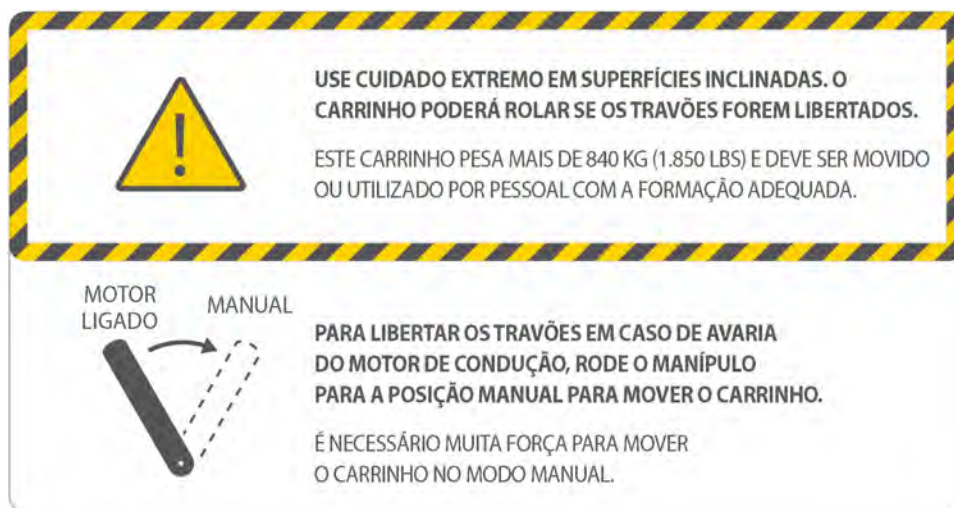 USE CUIDADO EXTREMO EM SUPERFÍCIES INCLINADAS. O
CARRINHO PODERÁ ROLAR SE OS TRAVÕES FOREM LIBERTADOS.
ESTE CARRINHO PESA MAIS DE 840 KG (1.850 LBS) E DEVE SER MOVIDO
OU UTILIZADO POR PESSOAL COM A FORMAÇÃO ADEQUADA.
MOTOR
LIGADO
MANUAL
PARA LIBERTAR OS TRAVÕES EM CASO DE AVARIA
DO MOTOR DE CONDUÇÃO, RODE O MANÍPULO
PARA A POSIÇÃO MANUAL PARA MOVER O CARRINHO.
É NECESSÁRIO MUITA FORÇA PARA MOVER
O CARRINHO NO MODO MANUAL.